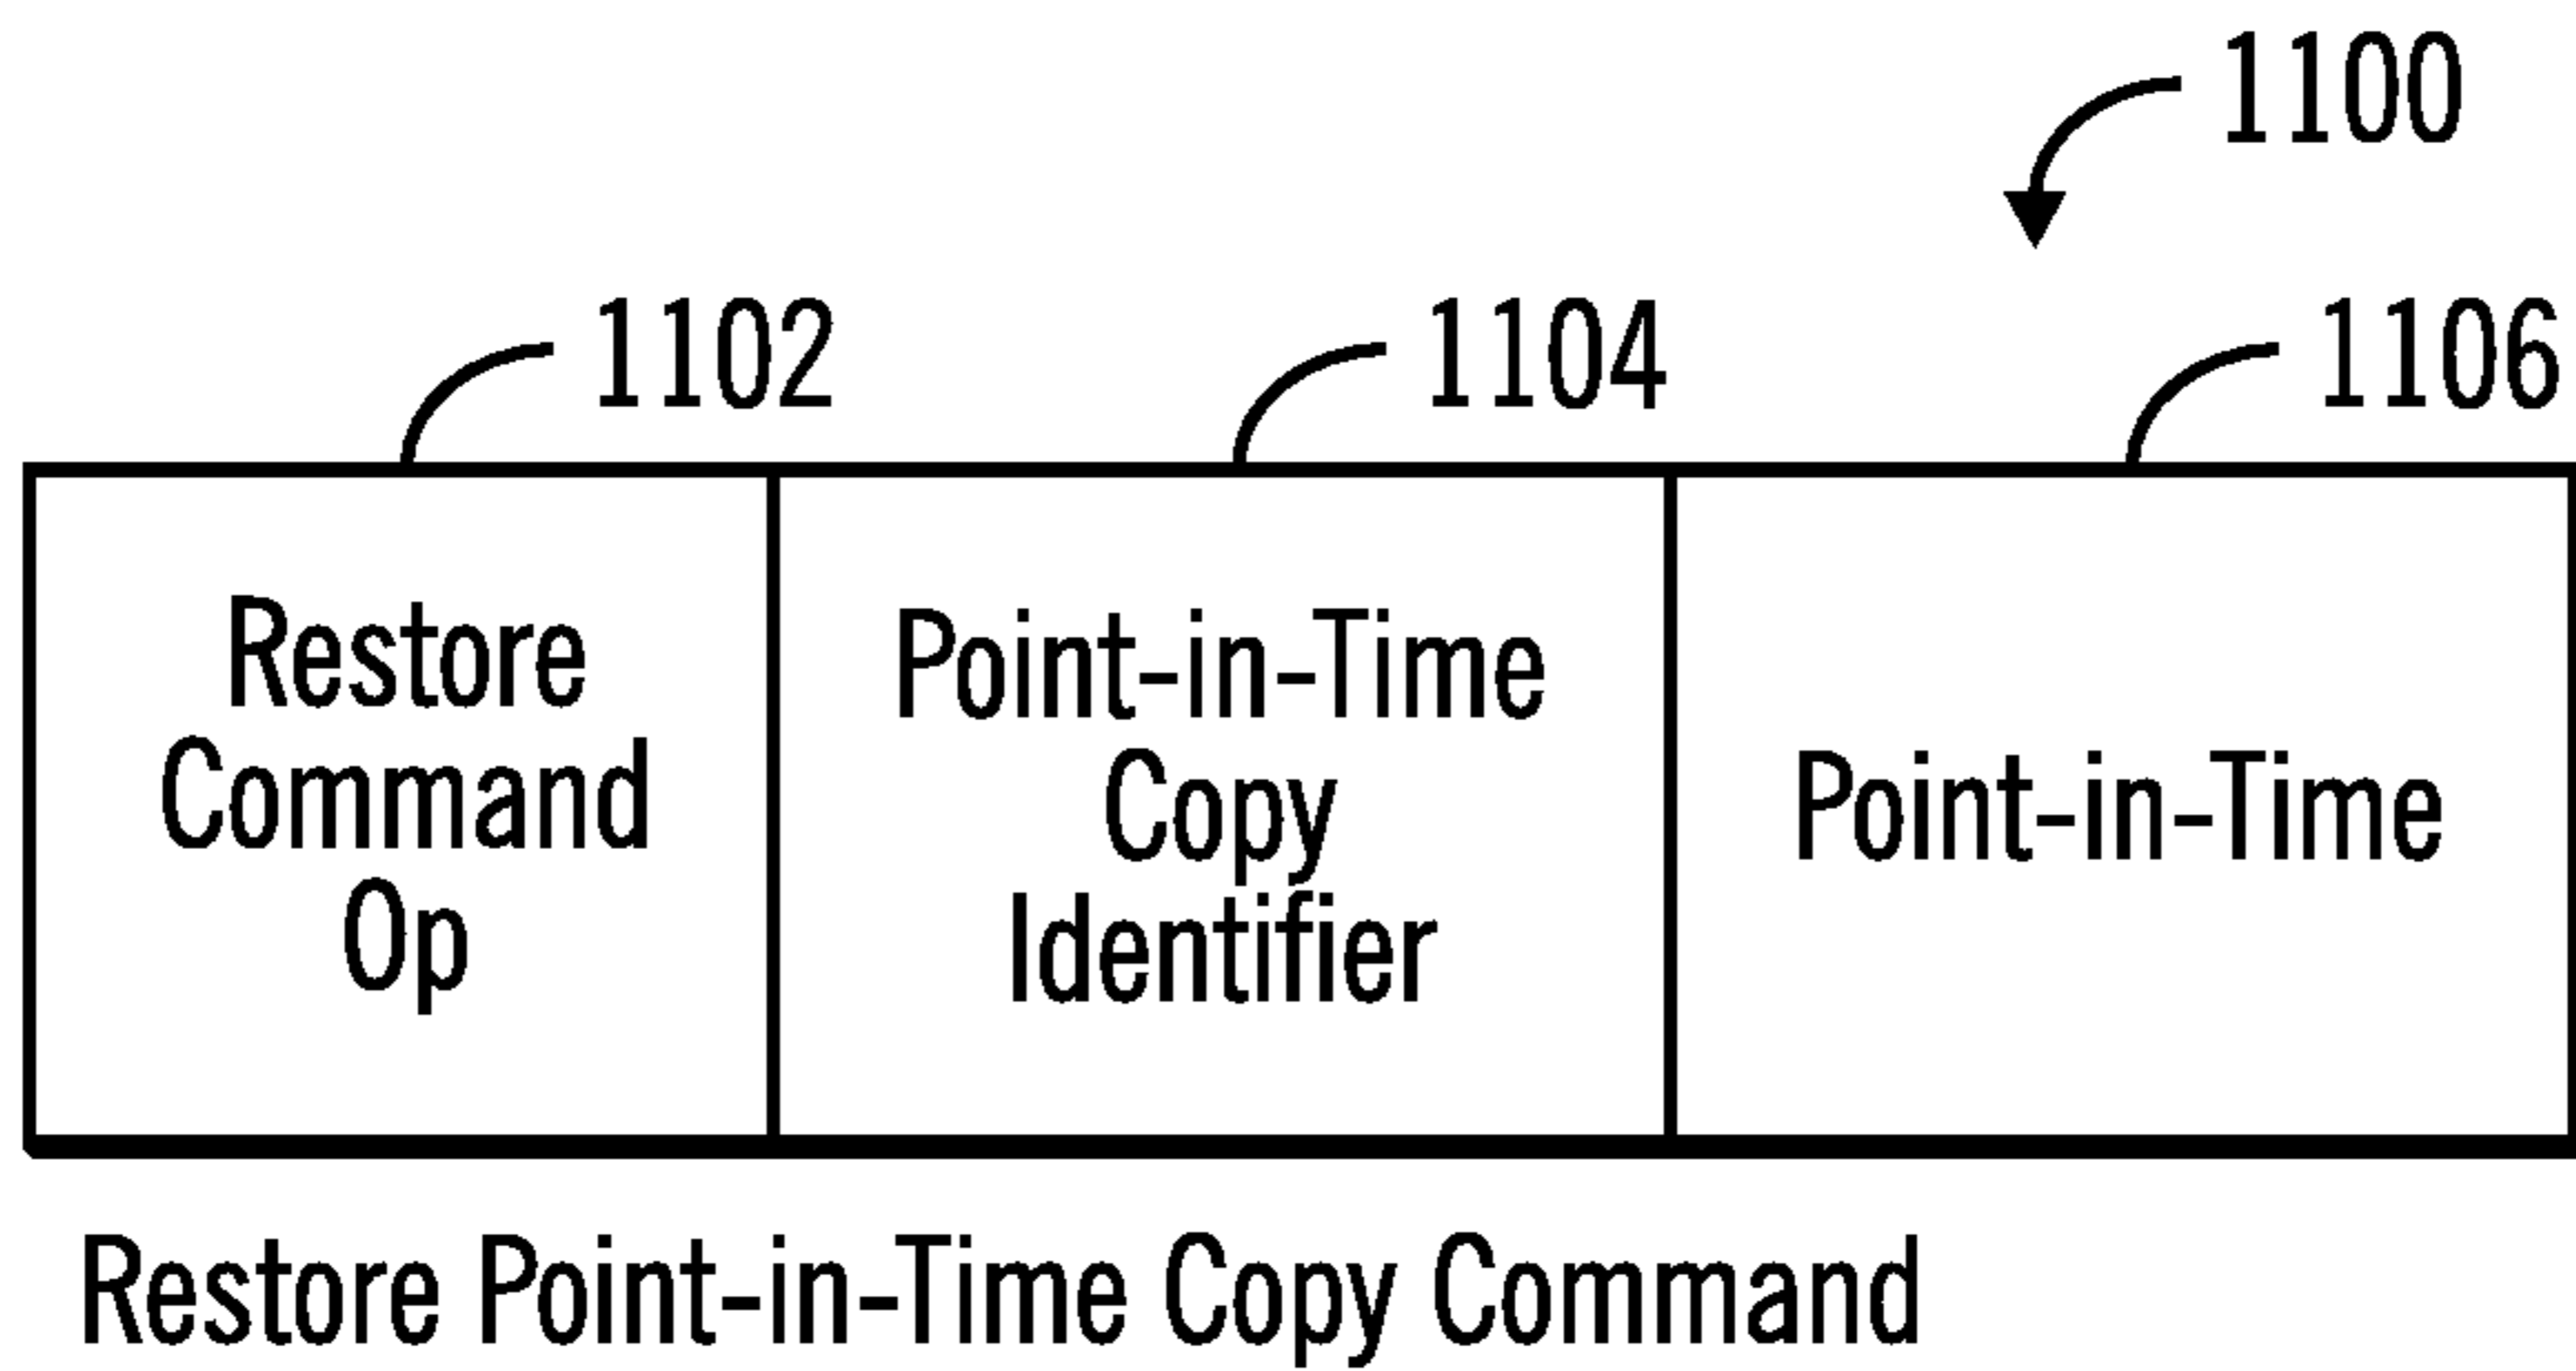 1100
1102
1104
1106
Restore
Command
Op
Point-in-Time
Copy
Identifier
Point-in-Time
Restore Point-in-Time Copy Command